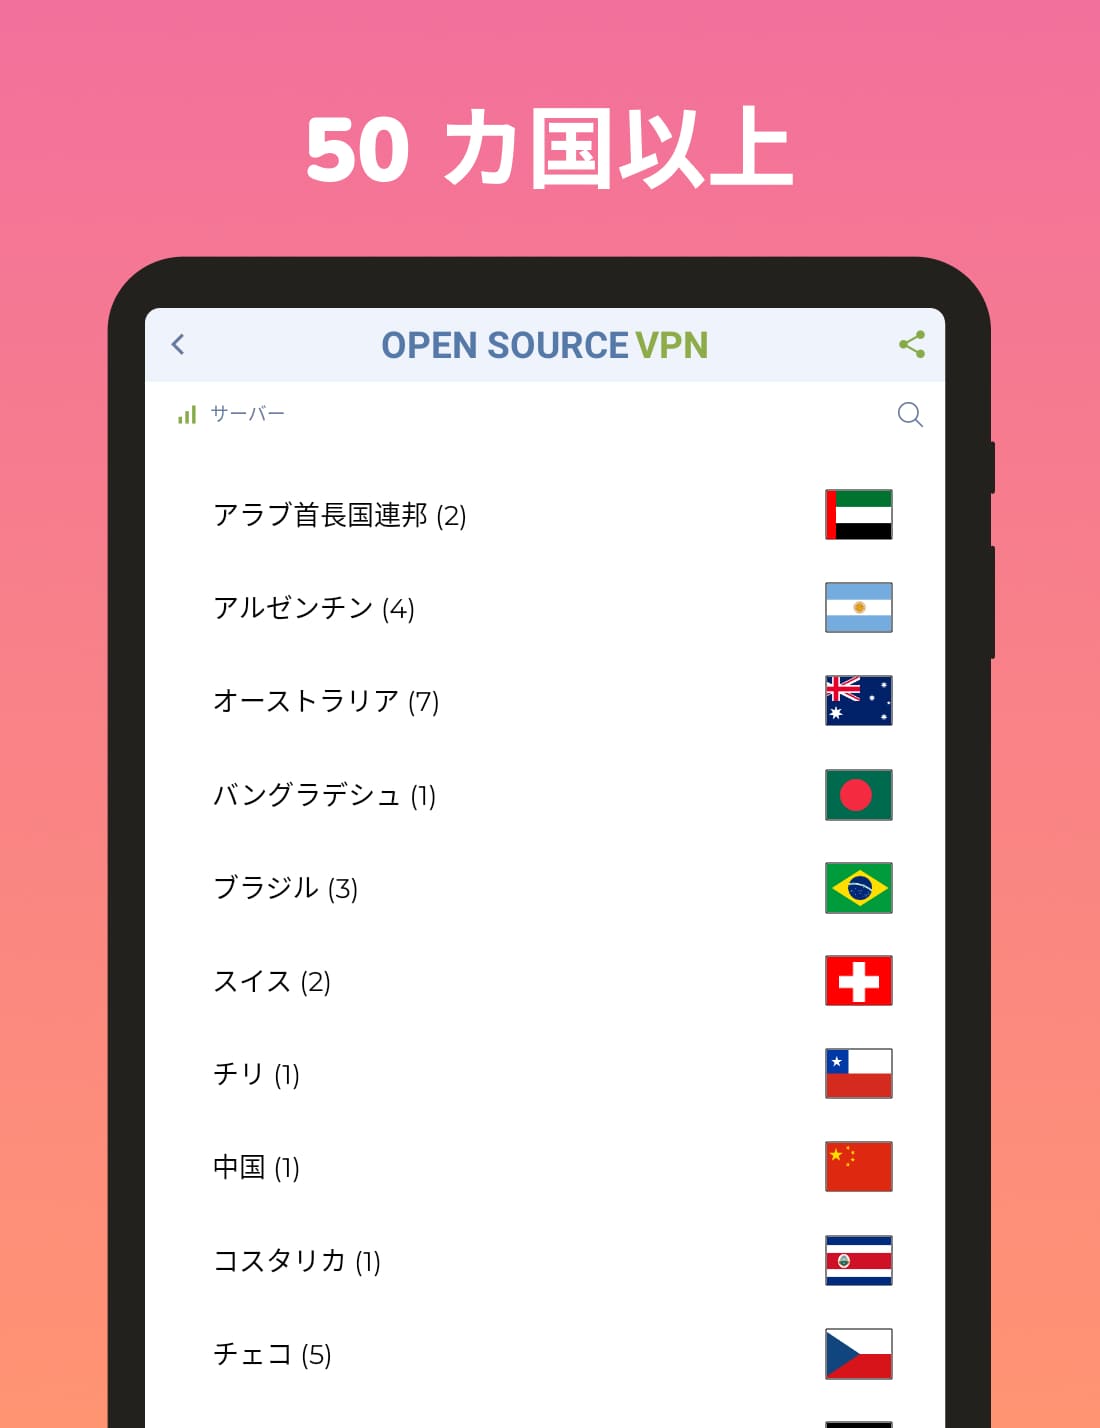 50 カ国以上
OPEN SOURCE VPN
サーバー
アラブ首長国連邦 (2)
アルゼンチン (4)
オーストラリア (7)
バングラデシュ (1)
ブラジル (3)
スイス (2)
チリ (1)
中国 (1)
コスタリカ (1)
チェコ (5)